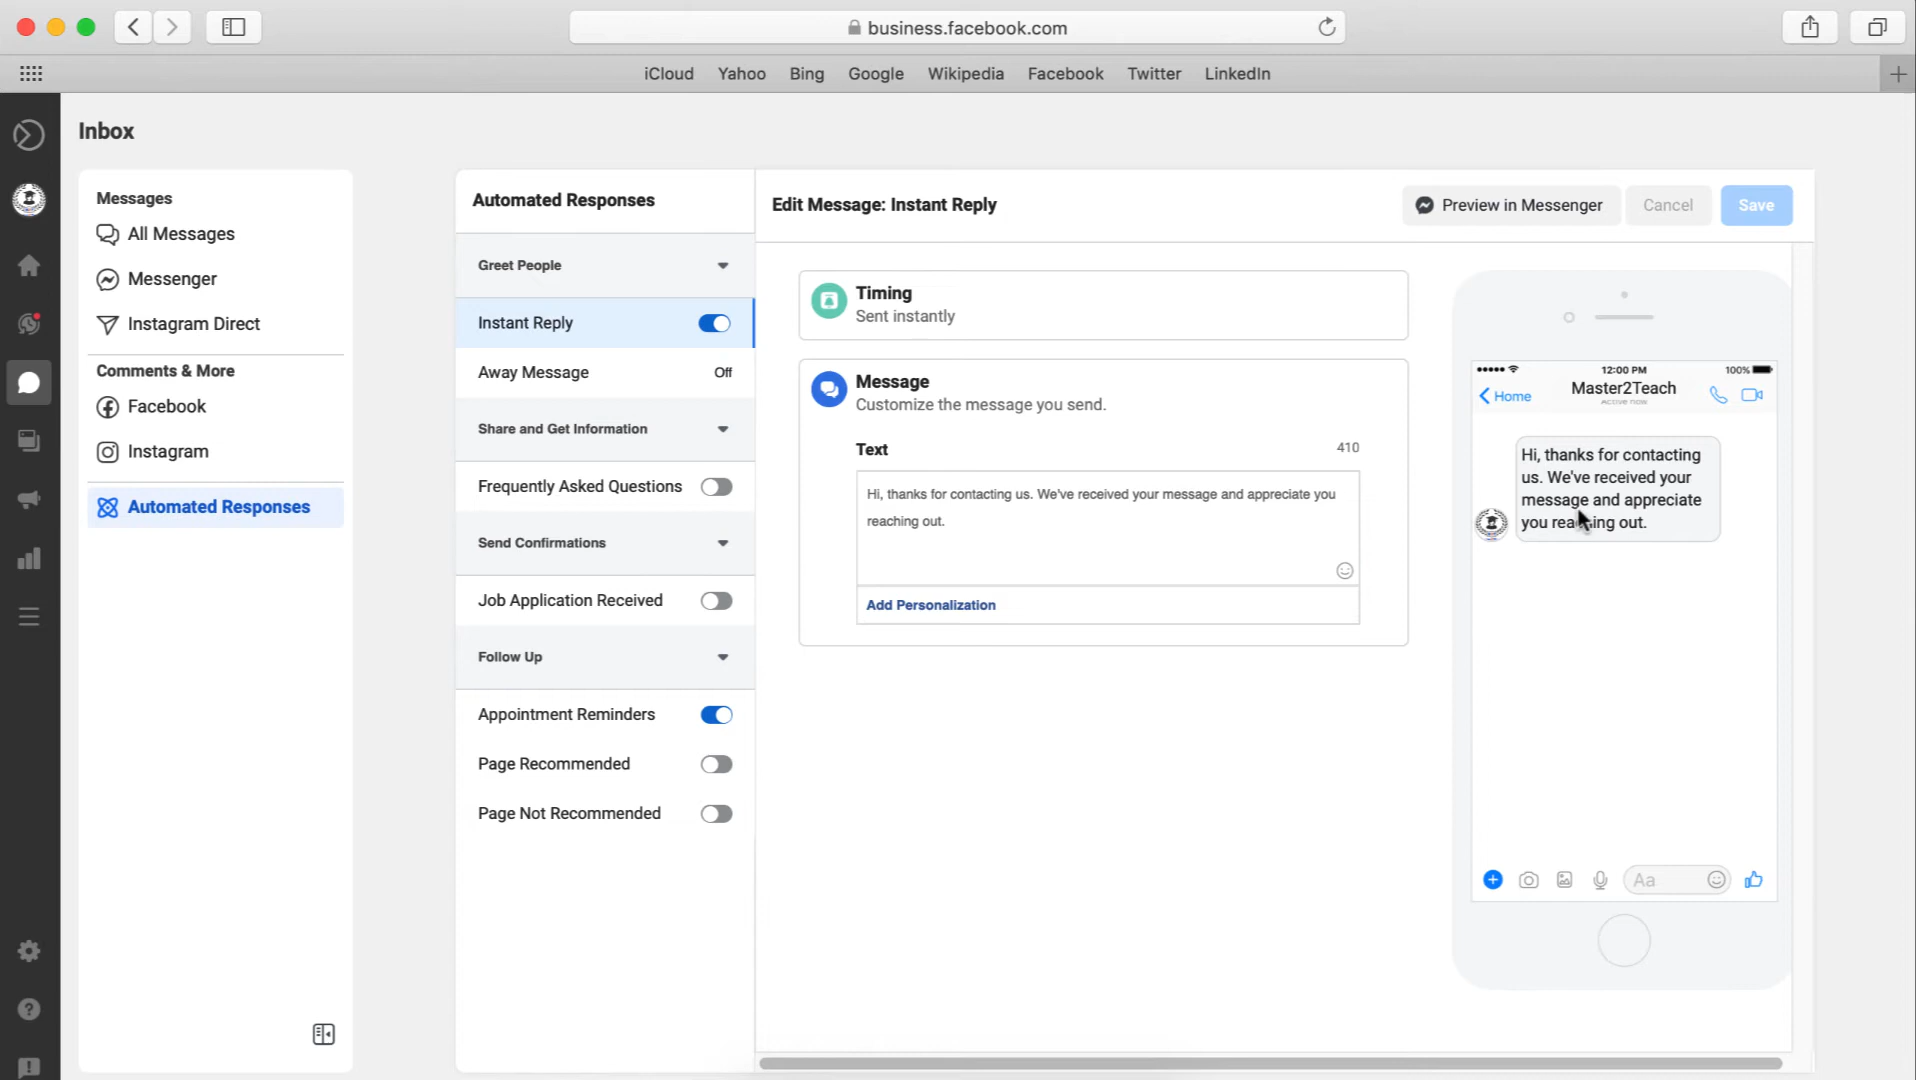 business.facebook.com
iCloud Yahoo Bing Google Wikipedia Facebook Twitter LinkedIn
Inbox
Messages
All Messages
Messenger
Instagram Direct
Comments & More
Facebook
Instagram
Automated Responses
Automated Responses
Greet People
Instant Reply
Away Message Off
Share and Get Information
Frequently Asked Questions
Send Confirmations
Job Application Received
Follow Up
Appointment Reminders
Page Recommended
Page Not Recommended
Edit Message: Instant Reply
Preview in Messenger
Cancel
Save
Timing
Sent instantly
Message
Customize the message you send.
Text 410
Hi, thanks for contacting us. We've received your message and appreciate you
reaching out.
Add Personalization
12:00 PM 100%
Home
Master2Teach
Active now
Hi, thanks for contacting
us. We've received your
message and appreciate
you reaching out.
Aa